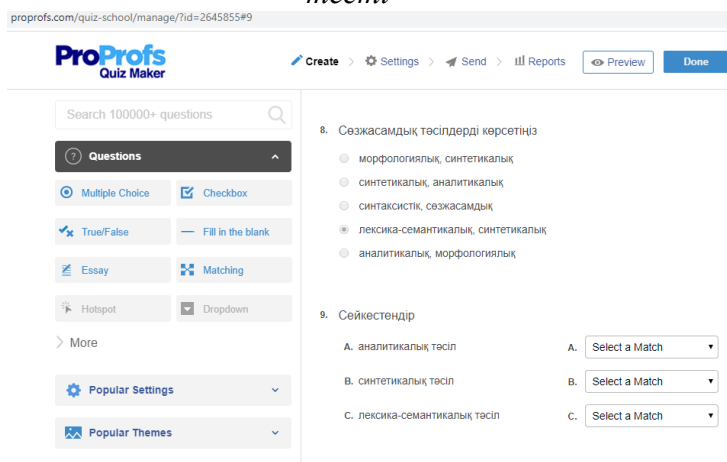 тесті
proprofs.com/quiz-school/manage/?id=2645855#9
ProProfs
Quiz Maker
Create > Settings > Send > Reports Preview Done
Search 100000+ questions
? Questions
Multiple Choice Checkbox
True/False Fill in the blank
Essay Matching
Hotspot Dropdown
> More
Popular Settings
Popular Themes
8. Сөзжасамдық тәсілдерді көрсетіңіз
морфологиялық, синтетикалық
синтетикалық, аналитикалық
синтаксистік, сөзжасамдық
лексика-семантикалық, синтетикалық
аналитикалық, морфологиялық
9. Сейкестендір
A. аналитикалық тәсіл A. Select a Match
B. синтетикалық тәсіл B. Select a Match
C. лексика-семантикалық тәсіл C. Select a Match